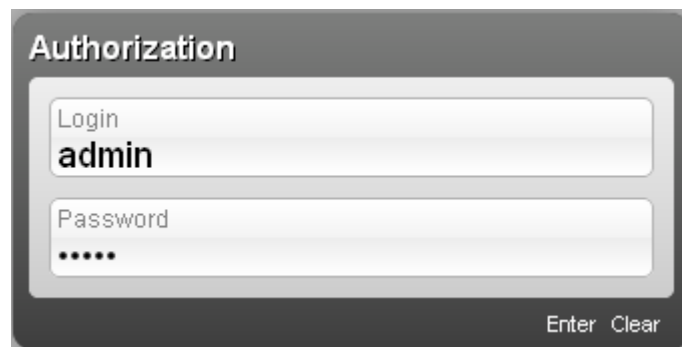 Authorization
Login
admin
Password
•••••
Enter Clear